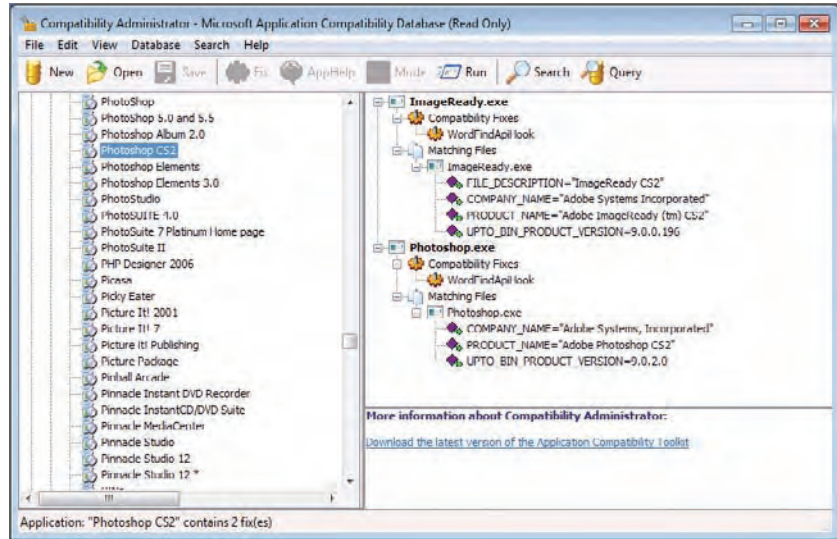 Compatibility Administrator - Microsoft Application Compatibility Database (Read Only)
File Edit View Database Search Help
New Open Save Fix AppHelp Mode Run Search Query
PhotoShop
PhotoShop 5.0 and 5.5
Photoshop Album 2.0
Photoshop CS2
Photoshop Elements
Photoshop Elements 3.0
PhotoStudio
PhotoSUITE 4.0
PhotoSuite 7 Platinum Home page
PhotoSuite II
PHP Designer 2006
Picasa
Picky Eater
Picture It! 2001
Picture It! 7
Picture It! Publishing
Picture Package
Pinball Arcade
Pinnacle Instant DVD Recorder
Pinnacle InstantCD/DVD Suite
Pinnacle MediaCenter
Pinnacle Studio
Pinnacle Studio 12
Pinnacle Studio 12 *
ImageReady.exe
Compatibility Fixes
WordFindApiHook
Matching Files
ImageReady.exe
FILE_DESCRIPTION="ImageReady CS2"
COMPANY_NAME="Adobe Systems Incorporated"
PRODUCT_NAME="Adobe ImageReady (tm) CS2"
UPTO_BIN_PRODUCT_VERSION=9.0.0.196
Photoshop.exe
Compatibility Fixes
WordFindApiHook
Matching Files
Photoshop.exe
COMPANY_NAME="Adobe Systems, Incorporated"
PRODUCT_NAME="Adobe Photoshop CS2"
UPTO_BIN_PRODUCT_VERSION=9.0.2.0
More information about Compatibility Administrator:
Download the latest version of the Application Compatibility Toolkit
Application: "Photoshop CS2" contains 2 fix(es)